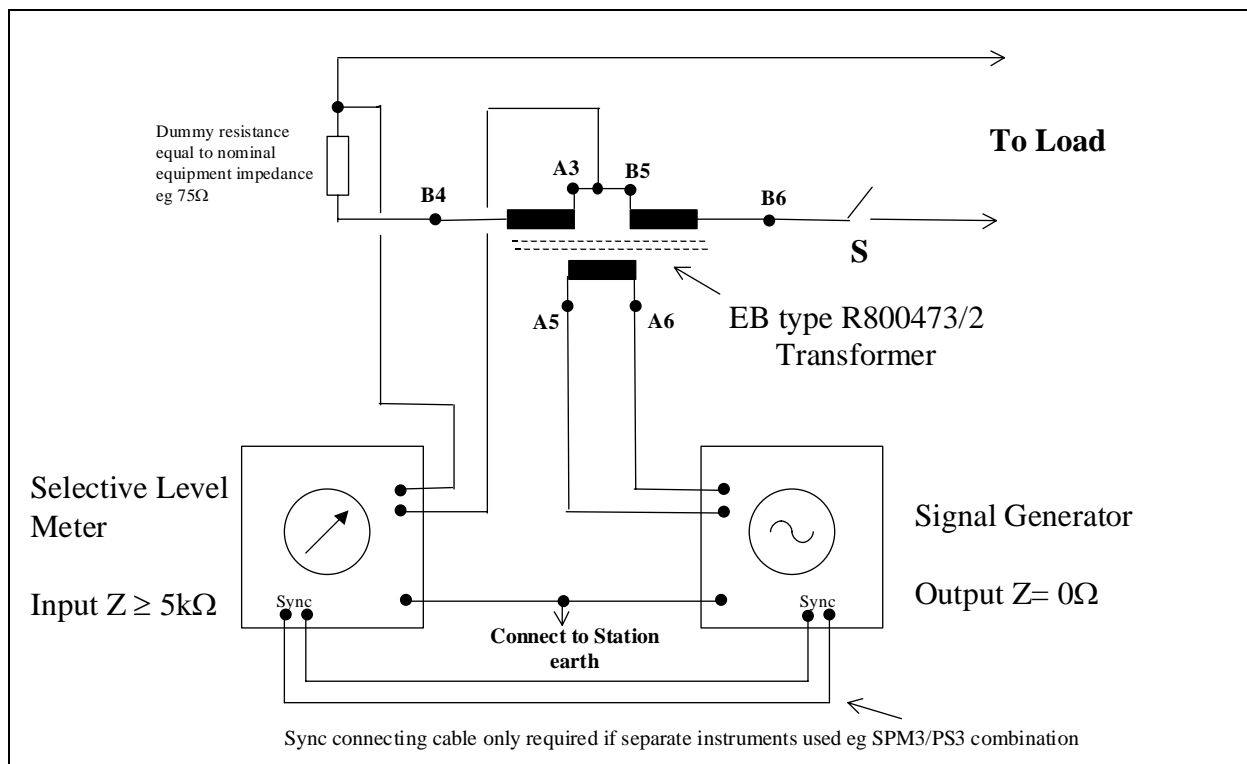 Dummy resistance
equal to nominal
equipment impedance
eg 75Ω
To Load
A3
B5
B4
B6
S
A5
A6
EB type R800473/2
Transformer
Selective Level
Meter
Input Z ≥ 5kΩ
Signal Generator
Output Z= 0Ω
Sync
Sync
Connect to Station
earth
Sync connecting cable only required if separate instruments used eg SPM3/PS3 combination